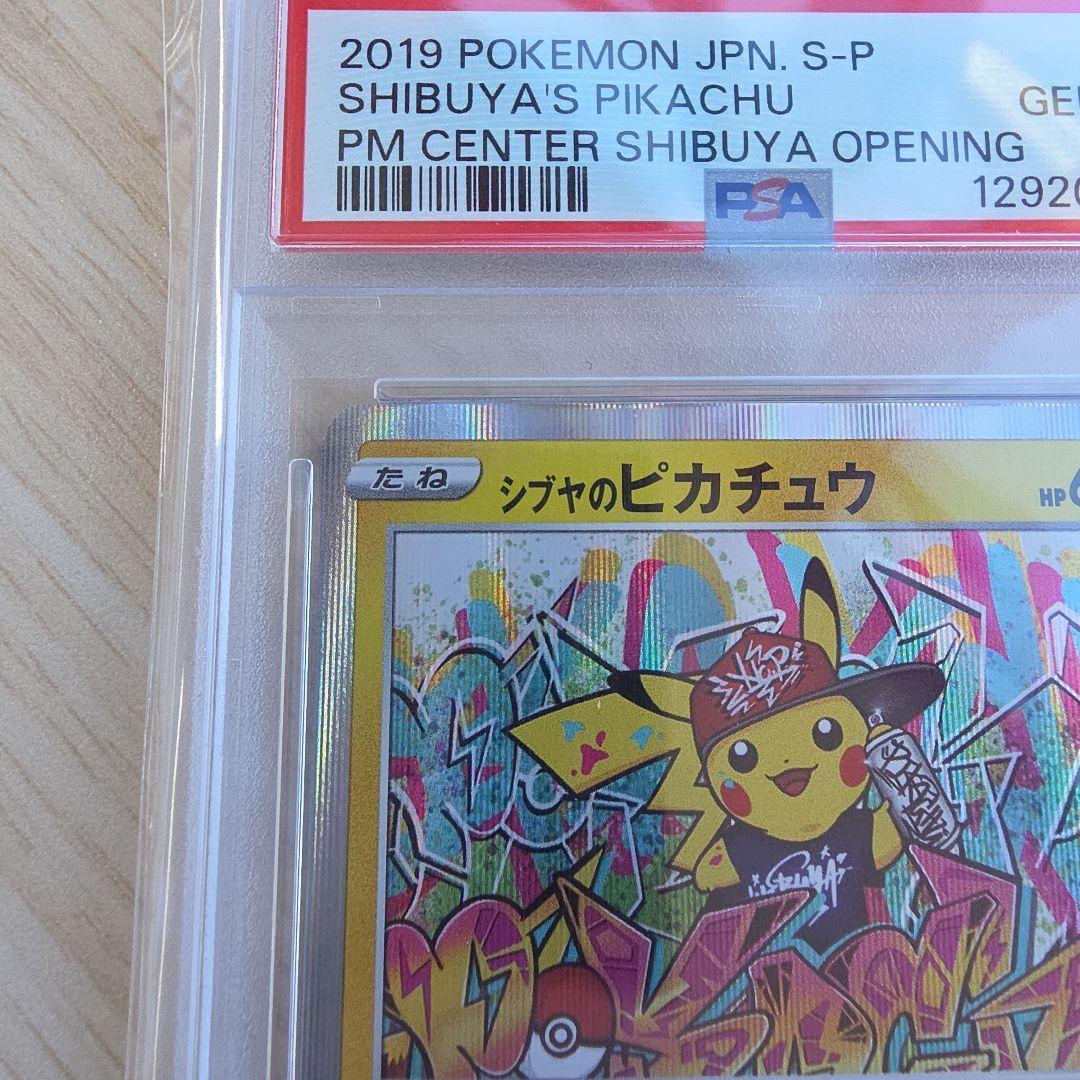 2019 POKEMON JPN. S-P
SHIBUYA'S PIKACHU
PM CENTER SHIBUYA OPENING
PSA
たね
シブヤのピカチュウ
HP